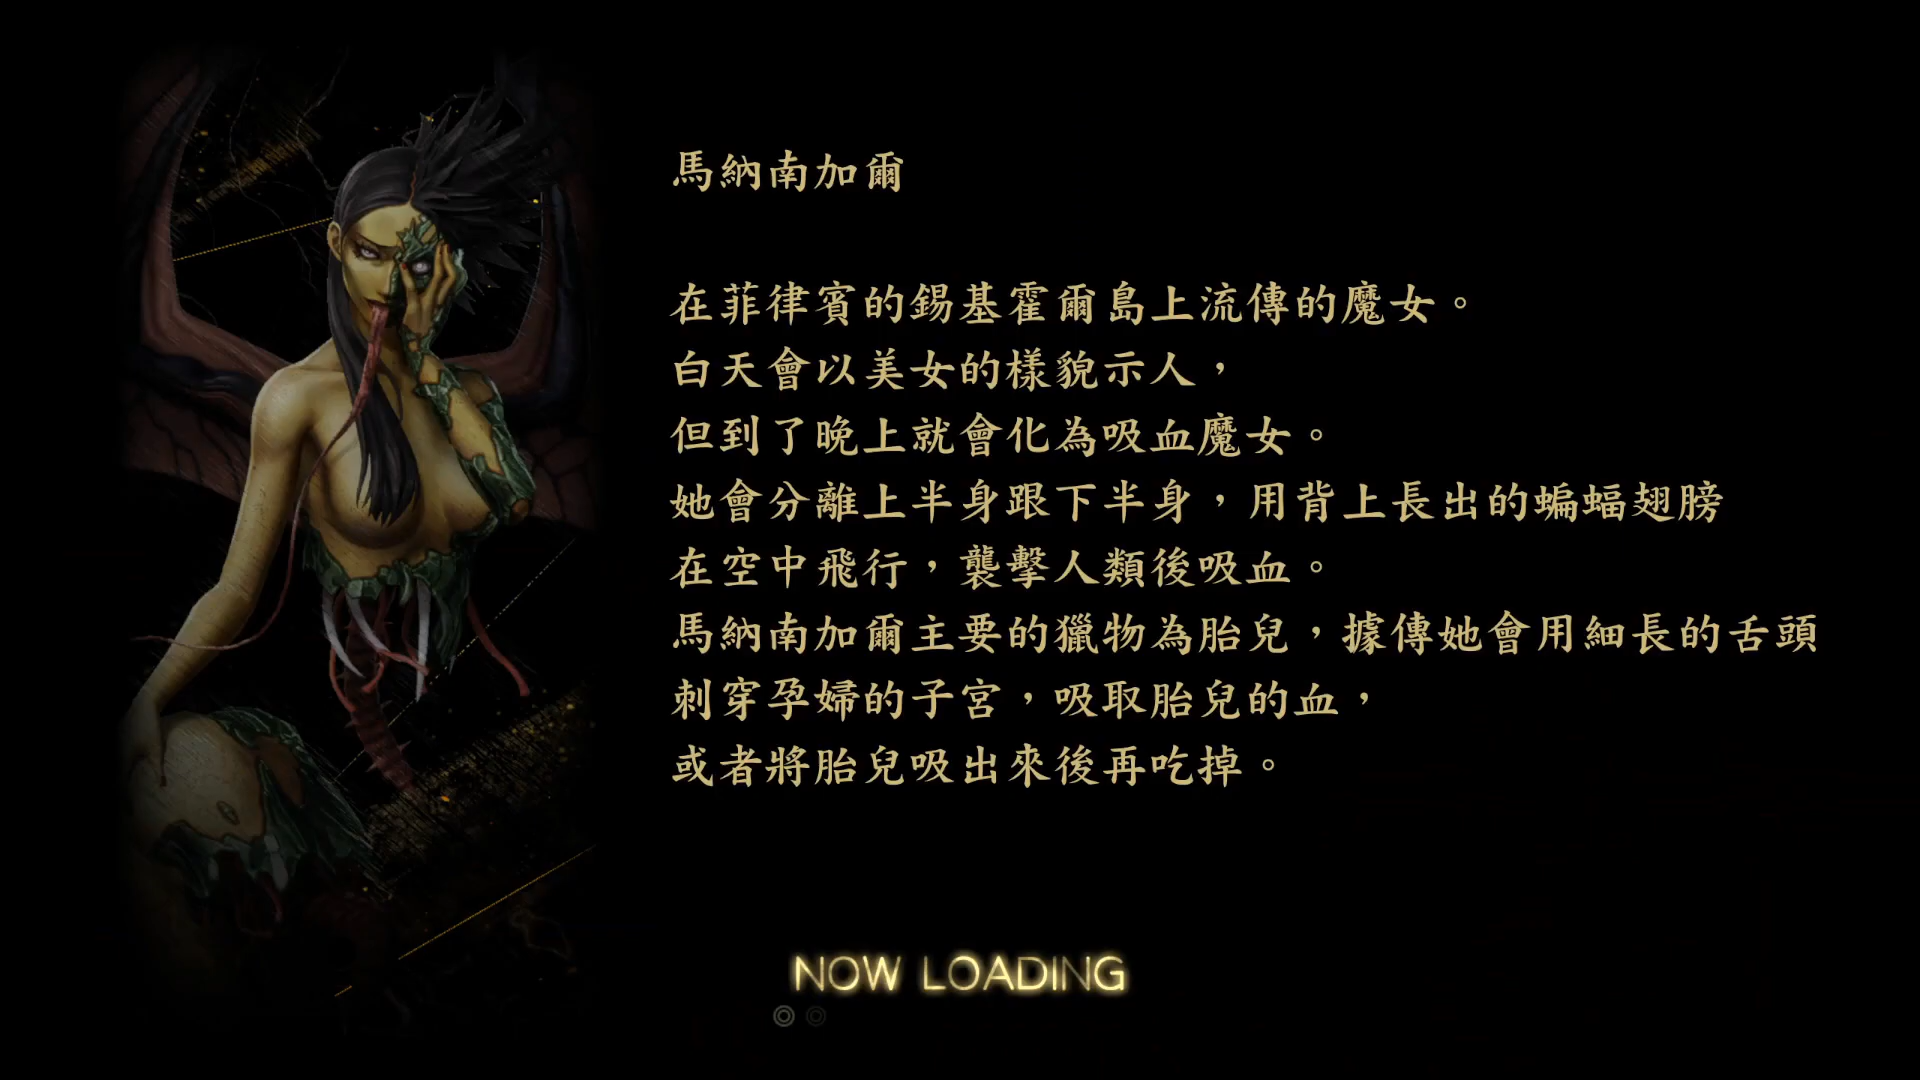 馬納南加爾
在菲律賓的錫基霍爾島上流傳的魔女。
白天會以美女的樣貌示人，
但到了晚上就會化為吸血魔女。
她會分離上半身跟下半身，用背上長出的蝙蝠翅膀
在空中飛行，襲擊人類後吸血。
馬納南加爾主要的獵物為胎兒，據傳她會用細長的舌頭
刺穿孕婦的子宮，吸取胎兒的血，
或者將胎兒吸出來後再吃掉。
NOW LOADING